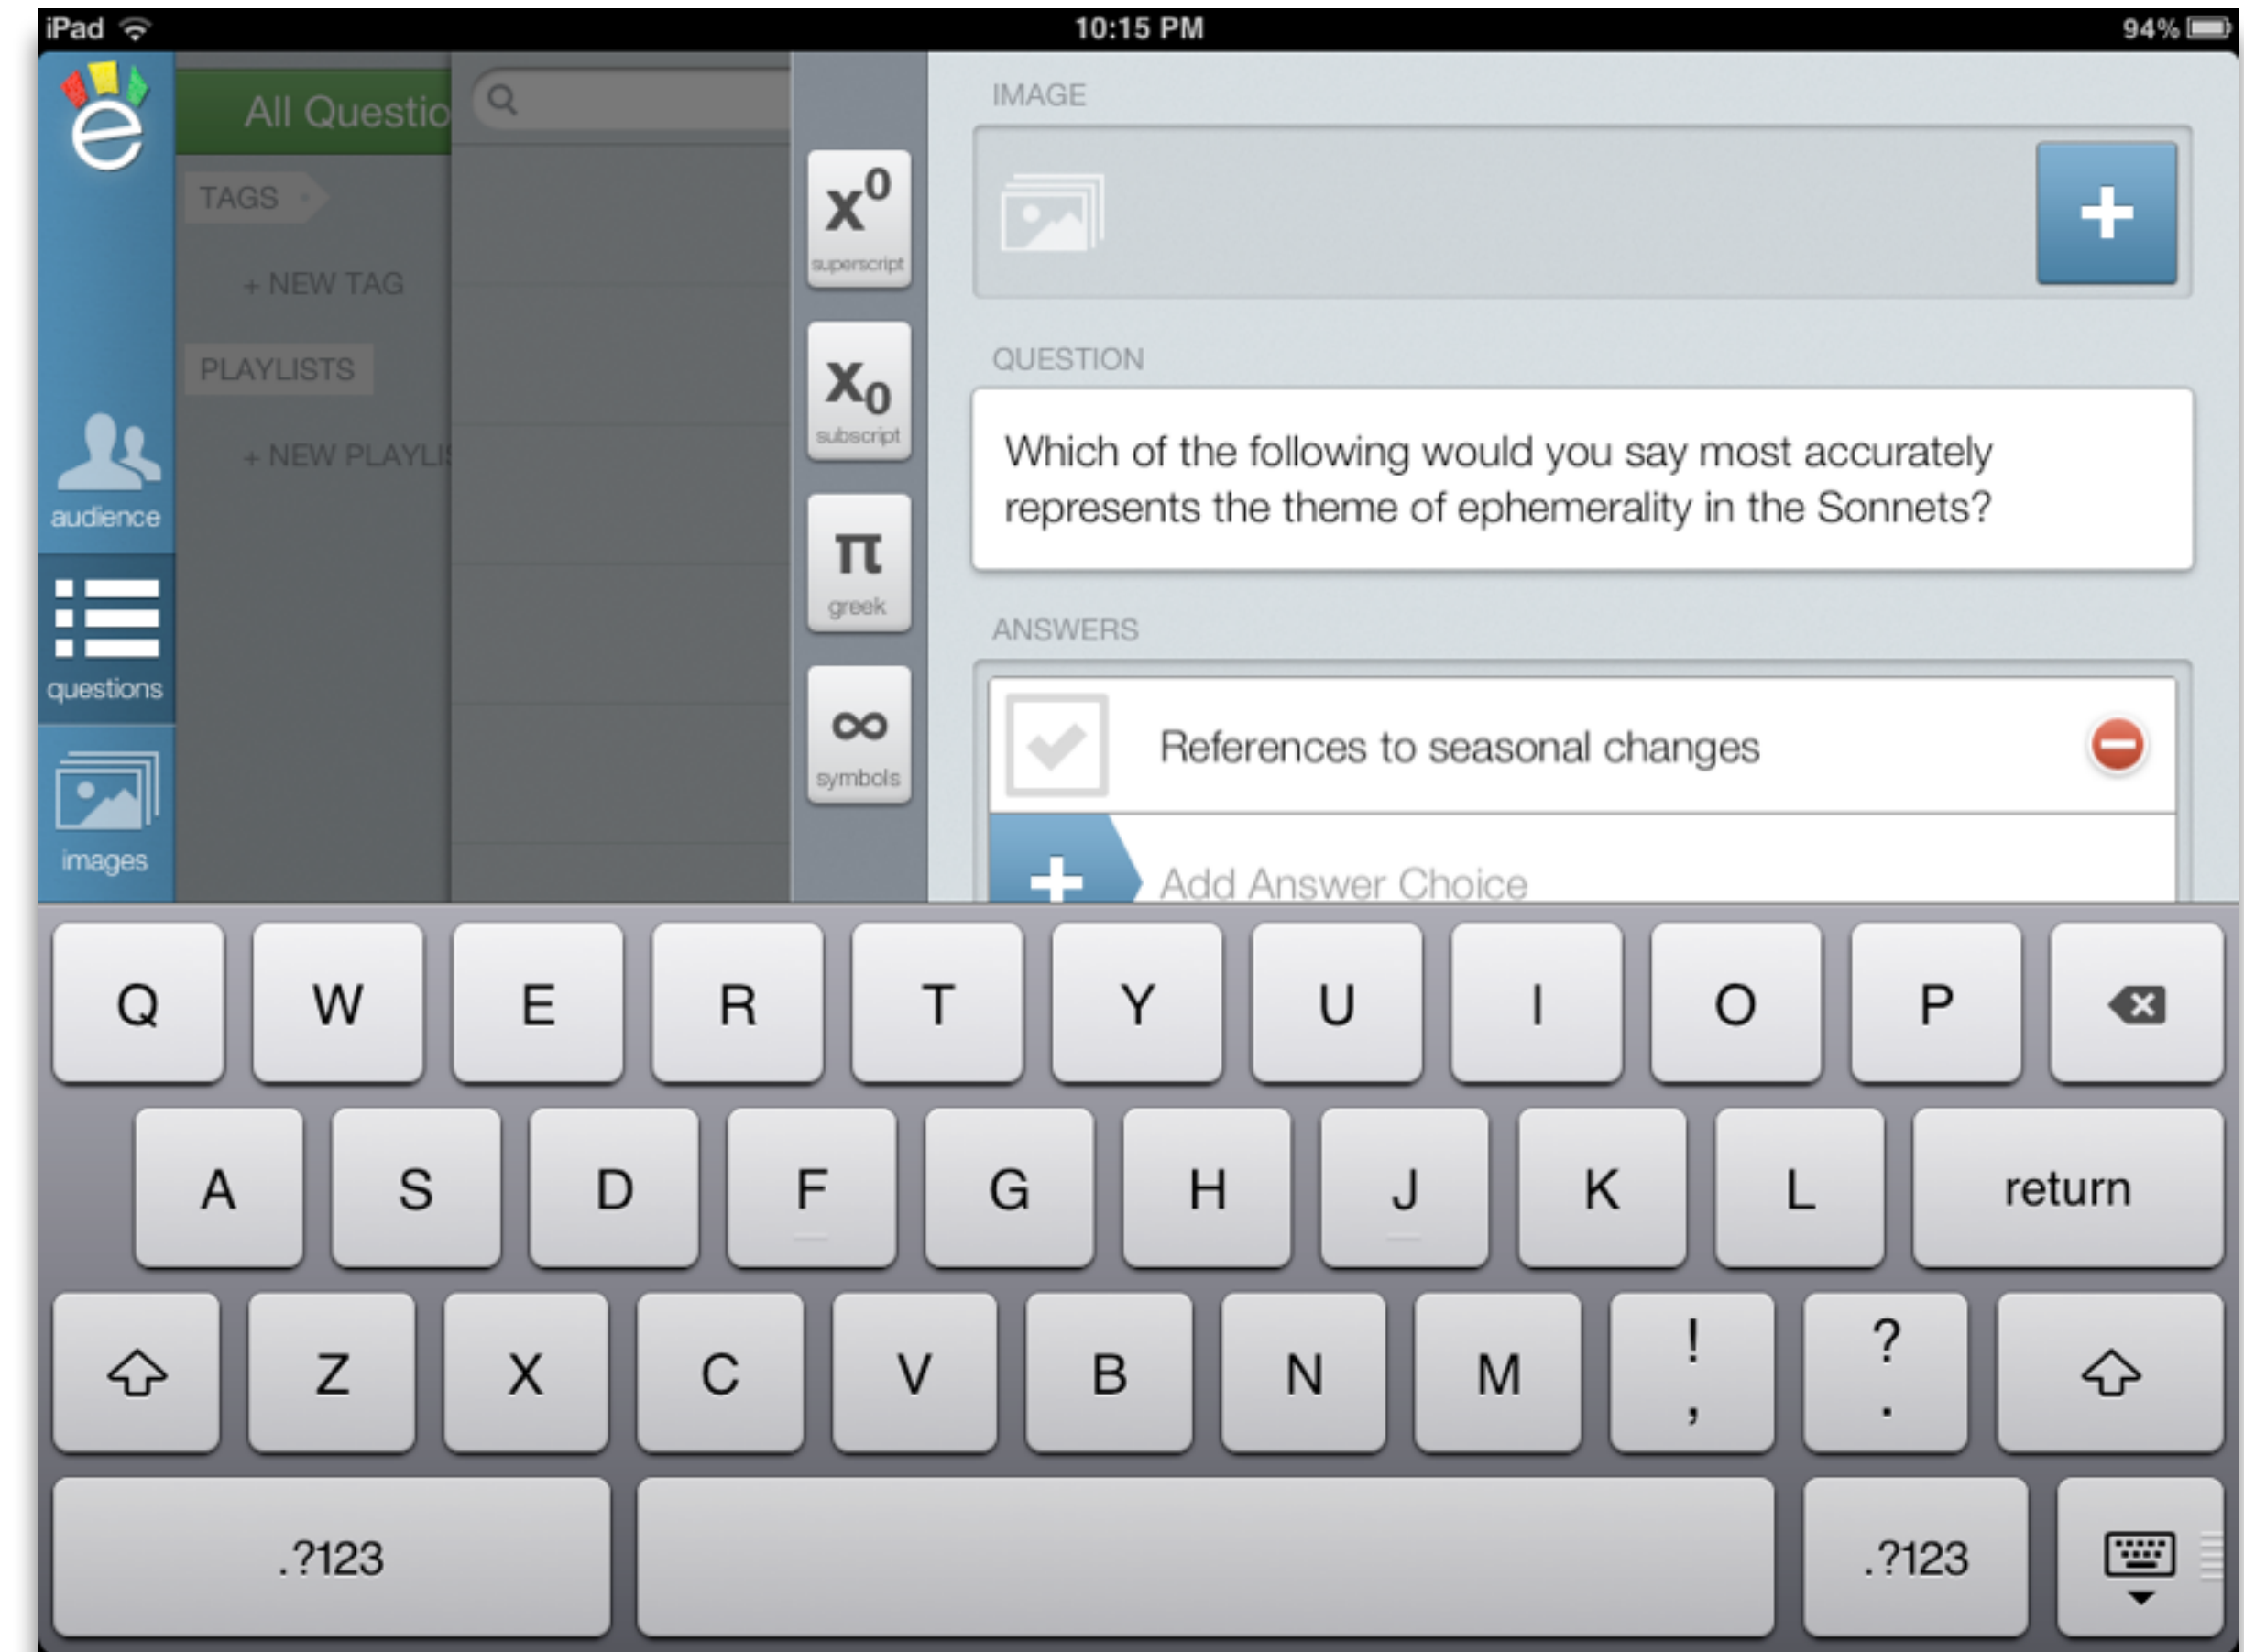 iPad
10:15 PM
94%
e
All Questio
TAGS
+ NEW TAG
PLAYLISTS
+ NEW PLAYLIS
audience
questions
images
x⁰
superscript
x₀
subscript
π
greek
∞
symbols
IMAGE
+
QUESTION
Which of the following would you say most accurately
represents the theme of ephemerality in the Sonnets?
ANSWERS
References to seasonal changes
+ Add Answer Choice
Q W E R T Y U I O P
A S D F G H J K L return
Z X C V B N M ! , ? .
.?123 .?123